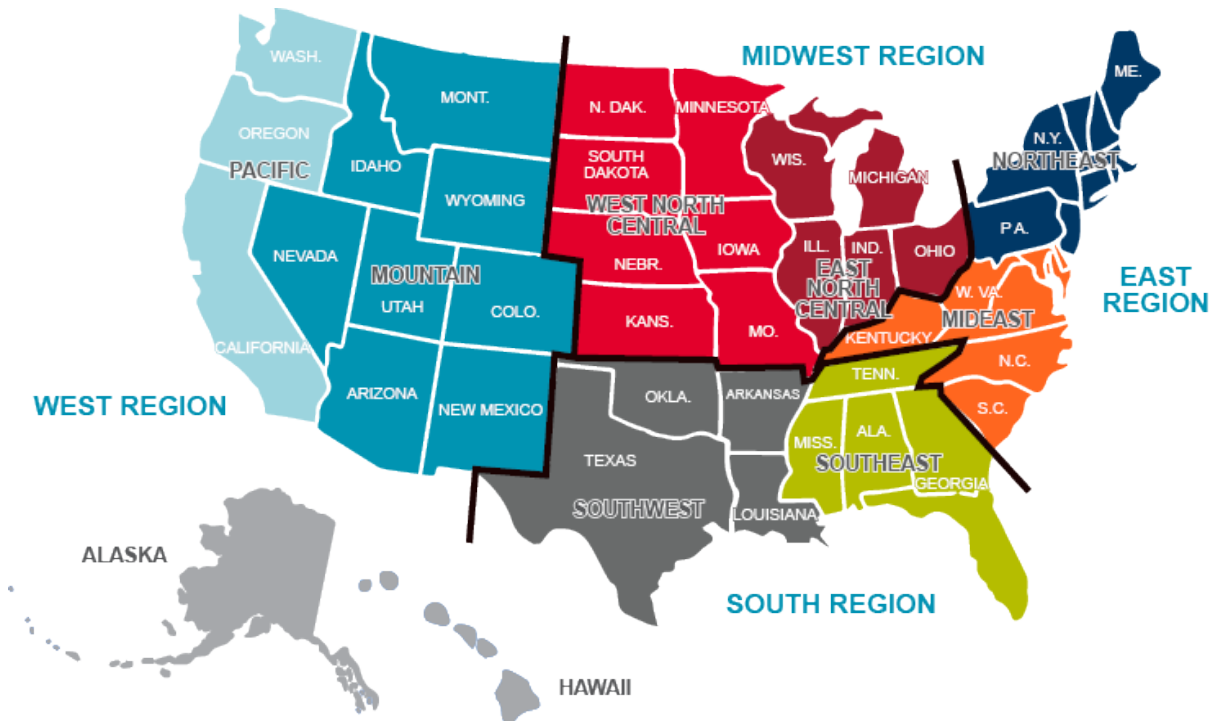 MIDWEST REGION
WASH.
ME.
MONT.
N. DAK.
MINNESOTA
OREGON
N.Y.
PACIFIC
IDAHO
SOUTH
DAKOTA
WIS.
MICHIGAN
NORTHEAST
WYOMING
WEST NORTH
CENTRAL
PA.
NEVADA
MOUNTAIN
NEBR.
IOWA
ILL.
IND.
OHIO
EAST
NORTH
CENTRAL
EAST
REGION
UTAH
COLO.
KANS.
MO.
W. VA.
MIDEAST
KENTUCKY
CALIFORNIA
N.C.
TENN.
WEST REGION
ARIZONA
NEW MEXICO
OKLA.
ARKANSAS
S.C.
MISS.
ALA.
TEXAS
SOUTHEAST
GEORGIA
SOUTHWEST
LOUISIANA
ALASKA
SOUTH REGION
HAWAII